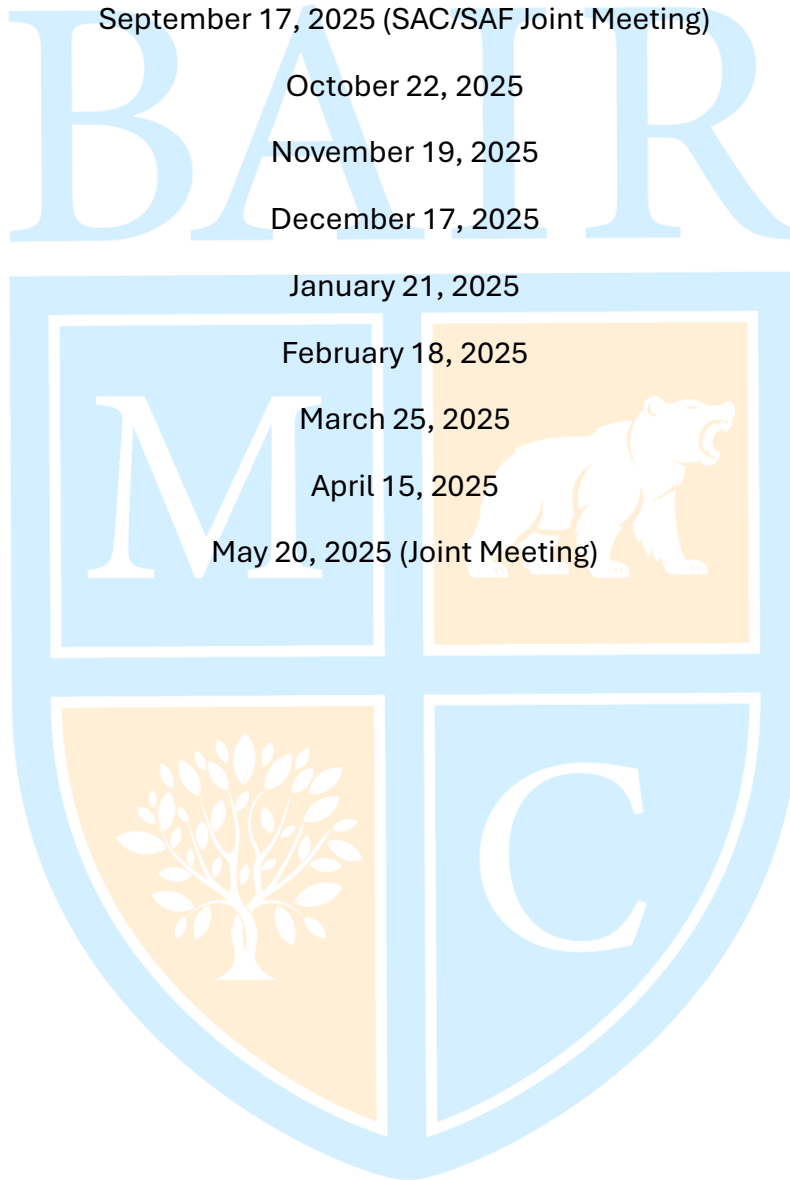 BAIR
September 17, 2025 (SAC/SAF Joint Meeting)
October 22, 2025
November 19, 2025
December 17, 2025
January 21, 2025
February 18, 2025
March 25, 2025
April 15, 2025
May 20, 2025 (Joint Meeting)
M
C